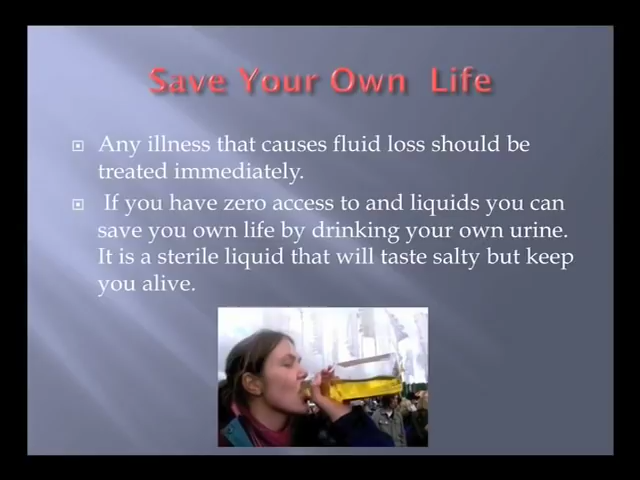 Save Your Own Life
Any illness that causes fluid loss should be
treated immediately.
If you have zero access to and liquids you can
save you own life by drinking your own urine.
It is a sterile liquid that will taste salty but keep
you alive.